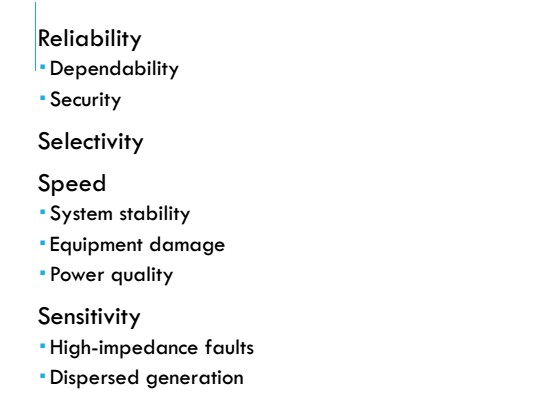 Reliability
▪ Dependability
▪ Security
Selectivity
Speed
▪ System stability
▪ Equipment damage
▪ Power quality
Sensitivity
▪ High-impedance faults
▪ Dispersed generation